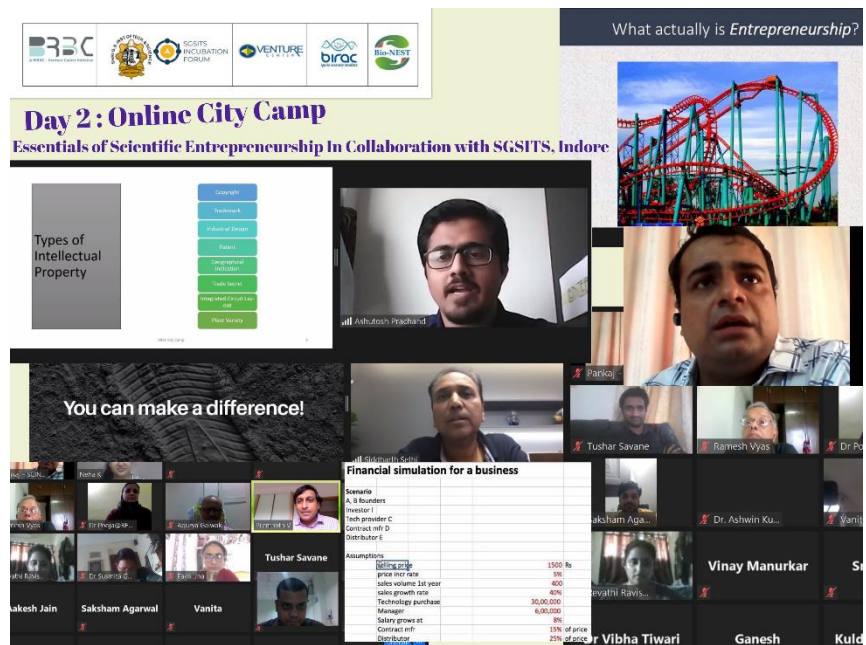 BRBC
SGSITS
INCUBATION
FORUM
VENTURE
CENTER
birac
Bio-NEST
What actually is Entrepreneurship?
Day 2 : Online City Camp
Essentials of Scientific Entrepreneurship In Collaboration with SGSITS, Indore
Types of
Intellectual
Property
Copyright
Trademark
Industrial Design
Patent
Geographical
Indication
Trade Secret
Integrated Circuit Lay-
out
Plant Variety
Ashutosh Prachand
Pankaj -
You can make a difference!
Siddharth Sethi
Tushar Savane
Ramesh Vyas
Dr Po
Neha K
Dr Pooja@BP...
Apurva Gaiwak
Premnath V
Saksham Aga...
Dr. Ashwin Ku...
Vanit
Dr Susmita G...
Tushar Savane
Revathi Ravis...
Vinay Manurkar
Aakesh Jain
Saksham Agarwal
Vanita
Dr Vibha Tiwari
Ganesh
Kuld
Financial simulation for a business
Scenario
A, B founders
Investor I
Tech provider C
Contract mfr D
Distributor E
Assumptions
selling price 1500 Rs
price incr rate 5%
sales volume 1st year 400
sales growth rate 40%
Technology purchase 30,00,000
Manager 6,00,000
Salary grows at 8%
Contract mfr 15% of price
Distributor 25% of price